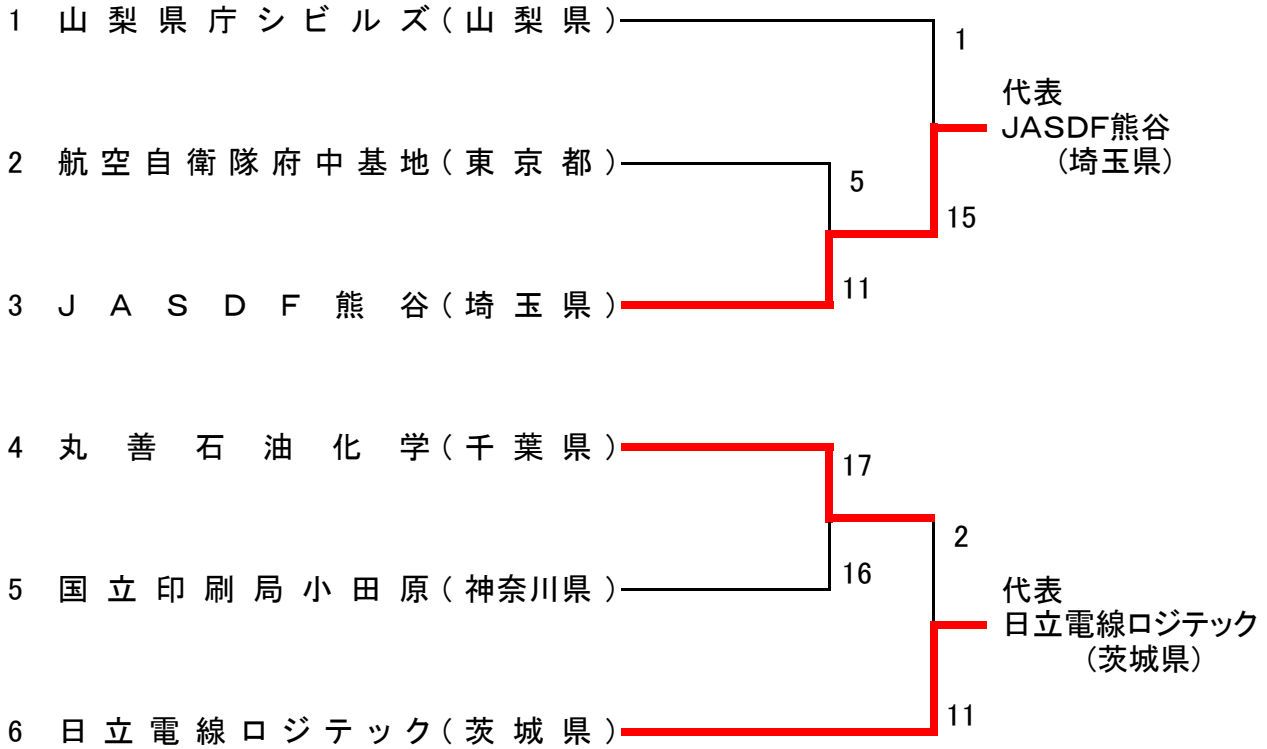 1 山梨県庁シビルズ(山梨県)
1
代表
JASDF熊谷
(埼玉県)
2 航空自衛隊府中基地(東京都)
5
15
11
3 JASDF熊谷(埼玉県)
4 丸善石油化学(千葉県)
17
2
16
5 国立印刷局小田原(神奈川県)
代表
日立電線ロジテック
(茨城県)
11
6 日立電線ロジテック(茨城県)